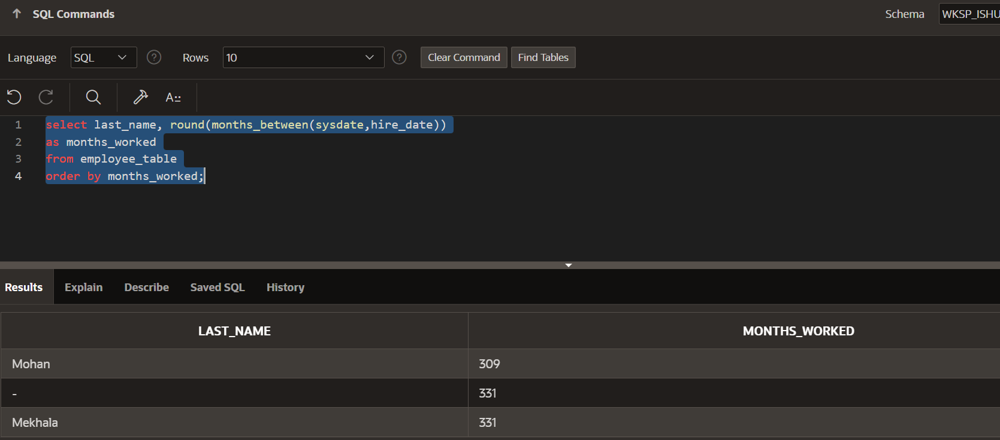 SQL Commands
Schema WKSP_ISHU
Language SQL ? Rows 10 ? Clear Command Find Tables
A::
1 select last_name, round(months_between(sysdate,hire_date))
2 as months_worked
3 from employee_table
4 order by months_worked;
Results Explain Describe Saved SQL History
LAST_NAME MONTHS_WORKED
Mohan 309
- 331
Mekhala 331